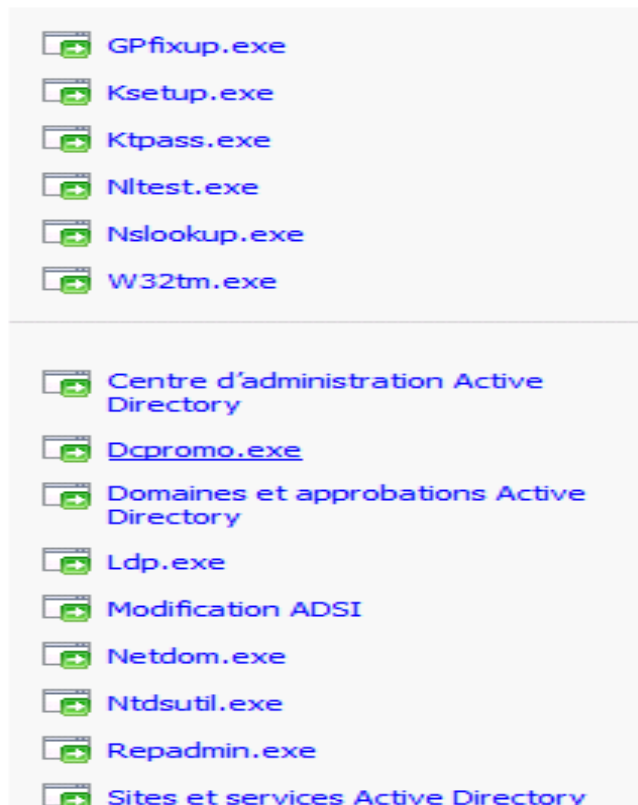 GPfixup.exe
Ksetup.exe
Ktpass.exe
Nltest.exe
Nslookup.exe
W32tm.exe
Centre d’administration Active
Directory
Dcpromo.exe
Domaines et approbations Active
Directory
Ldp.exe
Modification ADSI
Netdom.exe
Ntdsutil.exe
Repadmin.exe
Sites et services Active Directory